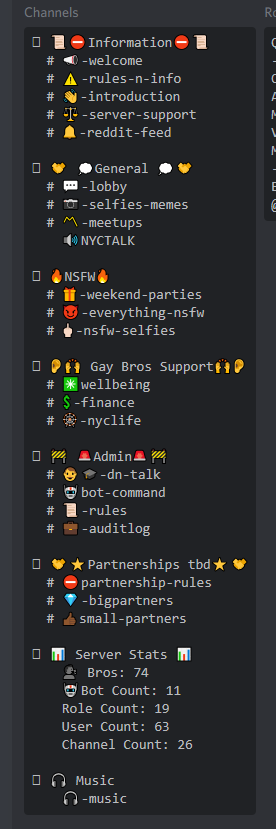 Channels
Ro
📜⛔Information⛔📜
# 📣-welcome
# ⚠-rules-n-info
# 👋-introduction
# ⚖-server-support
# 🔔-reddit-feed
🤝 💭General 💭 🤝
# 💬-lobby
# 📷-selfies-memes
# 〽-meetups
🔊NYCTALK
🔥NSFW🔥
# 🎁-weekend-parties
# 😈-everything-nsfw
# 🖕🏻-nsfw-selfies
👂🙌 Gay Bros Support🙌👂
# ✳wellbeing
# 💲-finance
# 🎡-nyclife
🚧 🚨Admin🚨 🚧
# 👨‍🎓-dn-talk
# 🤖bot-command
# 📜-rules
# 💼-auditlog
🤝 ⭐Partnerships tbd⭐ 🤝
# ⛔partnership-rules
# 💎-bigpartners
# 👍🏾small-partners
📊 Server Stats 📊
Bros: 74
🤖Bot Count: 11
Role Count: 19
User Count: 63
Channel Count: 26
🎧 Music
🎧-music